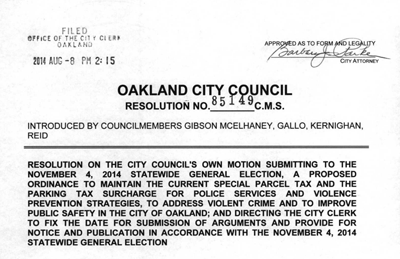 FILED
OFFICE OF THE CITY CLERK
OAKLAND
2014 AUG -8 PM 2:15
APPROVED AS TO FORM AND LEGALITY
CITY ATTORNEY
OAKLAND CITY COUNCIL
RESOLUTION NO. 85149 C.M.S.
INTRODUCED BY COUNCILMEMBERS GIBSON MCELHANEY, GALLO, KERNIGHAN,
REID
RESOLUTION ON THE CITY COUNCIL'S OWN MOTION SUBMITTING TO THE
NOVEMBER 4, 2014 STATEWIDE GENERAL ELECTION, A PROPOSED
ORDINANCE TO MAINTAIN THE CURRENT SPECIAL PARCEL TAX AND THE
PARKING TAX SURCHARGE FOR POLICE SERVICES AND VIOLENCE
PREVENTION STRATEGIES, TO ADDRESS VIOLENT CRIME AND TO IMPROVE
PUBLIC SAFETY IN THE CITY OF OAKLAND; AND DIRECTING THE CITY CLERK
TO FIX THE DATE FOR SUBMISSION OF ARGUMENTS AND PROVIDE FOR
NOTICE AND PUBLICATION IN ACCORDANCE WITH THE NOVEMBER 4, 2014
STATEWIDE GENERAL ELECTION